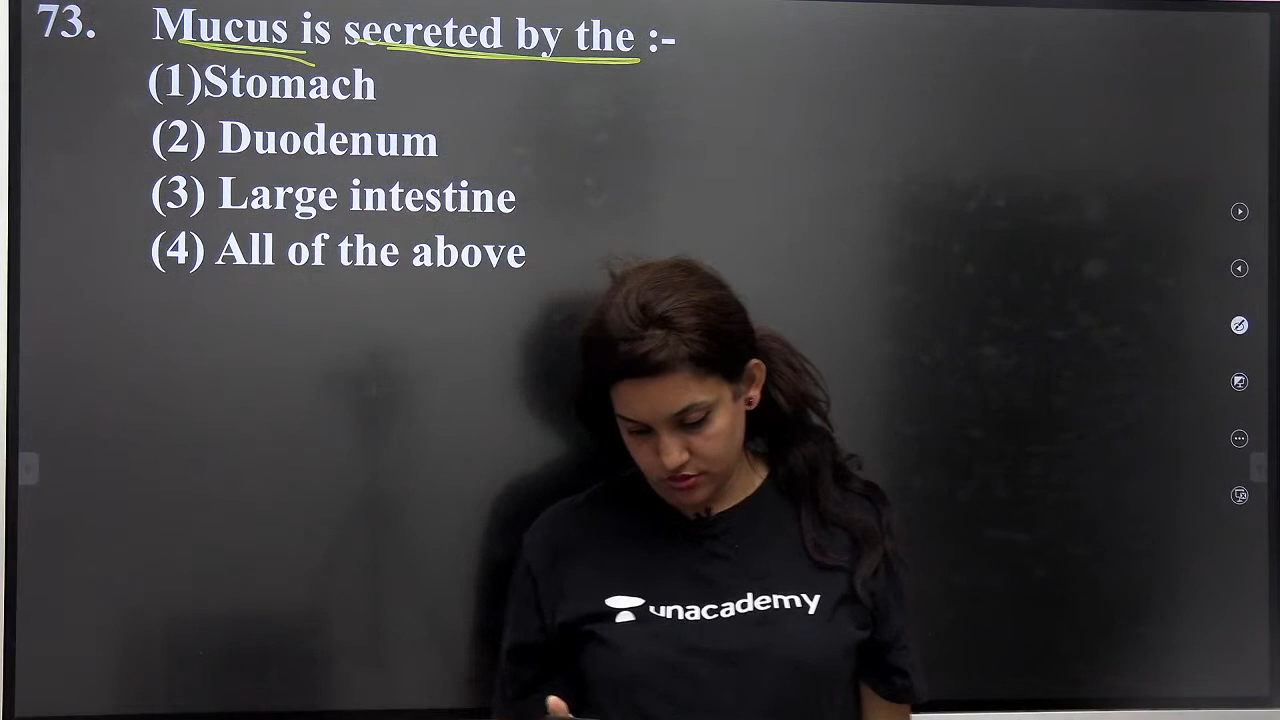 73. Mucus is secreted by the :-
(1)Stomach
(2) Duodenum
(3) Large intestine
(4) All of the above
unacademy